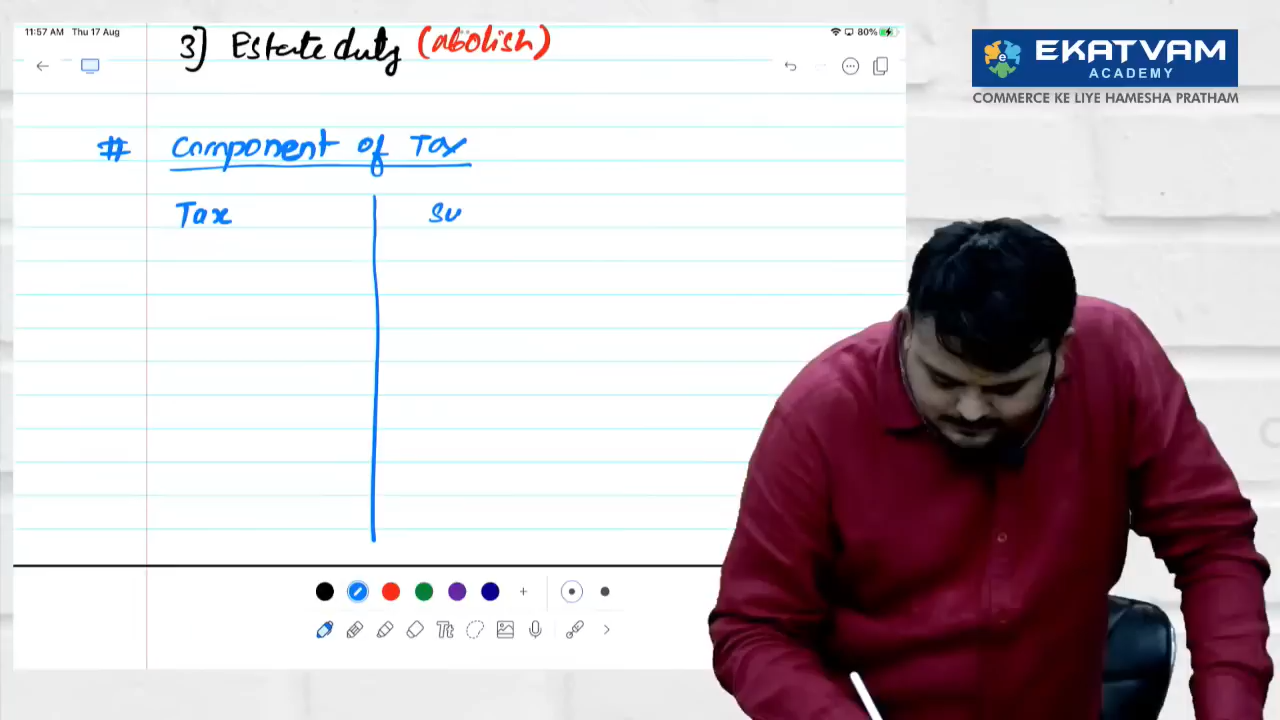 11:57 AM Thu 17 Aug
80%
3] Estate duty (abolish)
# Component of Tax
Tax
Su
Tt
EKATVAM
ACADEMY
COMMERCE KE LIYE HAMESHA PRATHAM